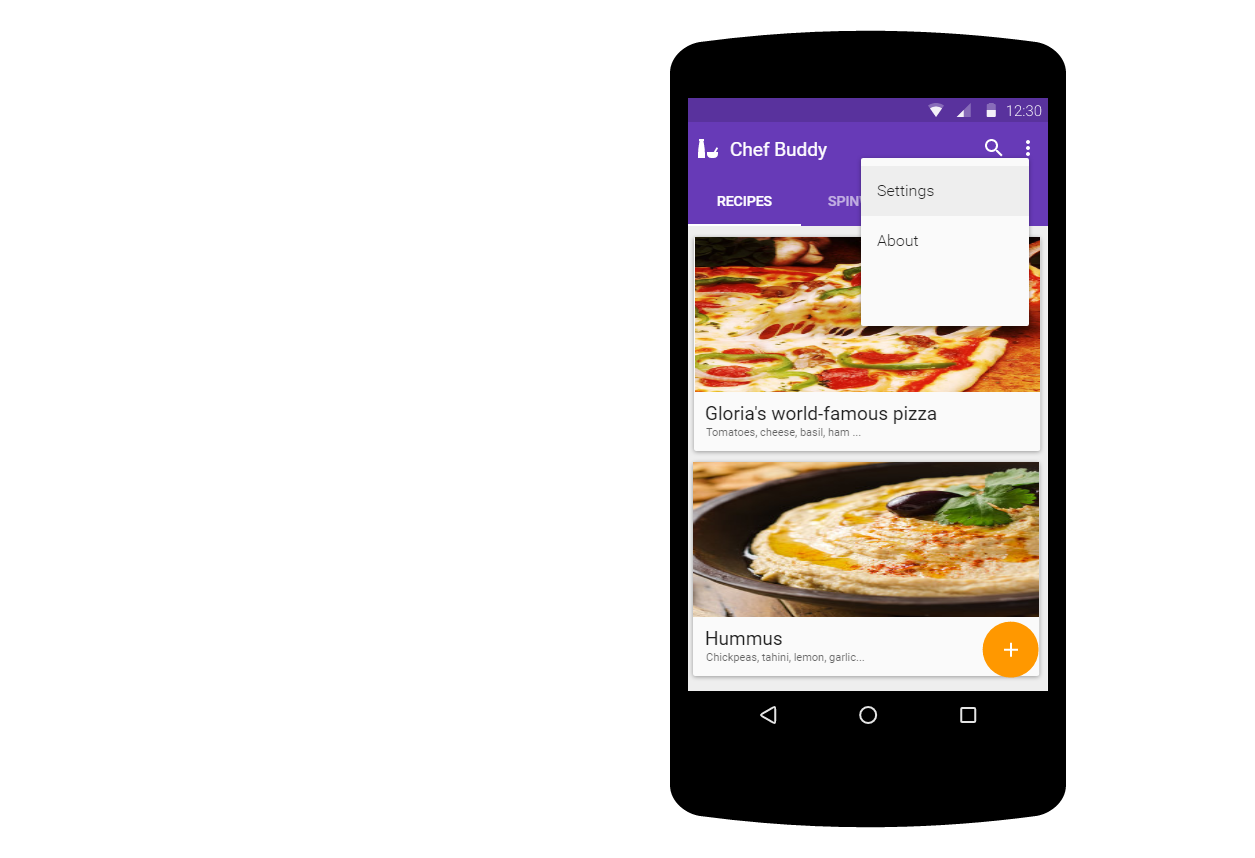 12:30
Chef Buddy
RECIPES
Settings
About
Gloria's world-famous pizza
Tomatoes, cheese, basil, ham ...
Hummus
Chickpeas, tahini, lemon, garlic...